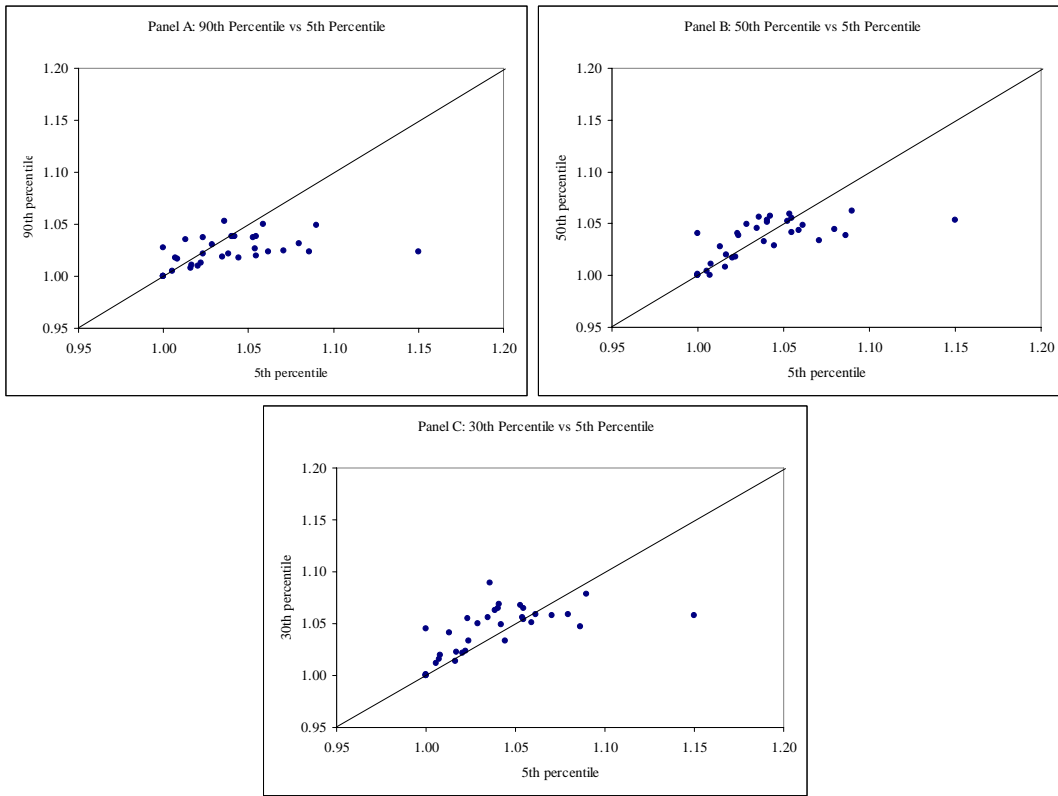 Panel A: 90th Percentile vs 5th Percentile
1.20
1.15
1.10
1.05
1.00
0.95
90th percentile
0.95 1.00 1.05 1.10 1.15 1.20
5th percentile
Panel B: 50th Percentile vs 5th Percentile
1.20
1.15
1.10
1.05
1.00
0.95
50th percentile
0.95 1.00 1.05 1.10 1.15 1.20
5th percentile
Panel C: 30th Percentile vs 5th Percentile
1.20
1.15
1.10
1.05
1.00
0.95
30th percentile
0.95 1.00 1.05 1.10 1.15 1.20
5th percentile